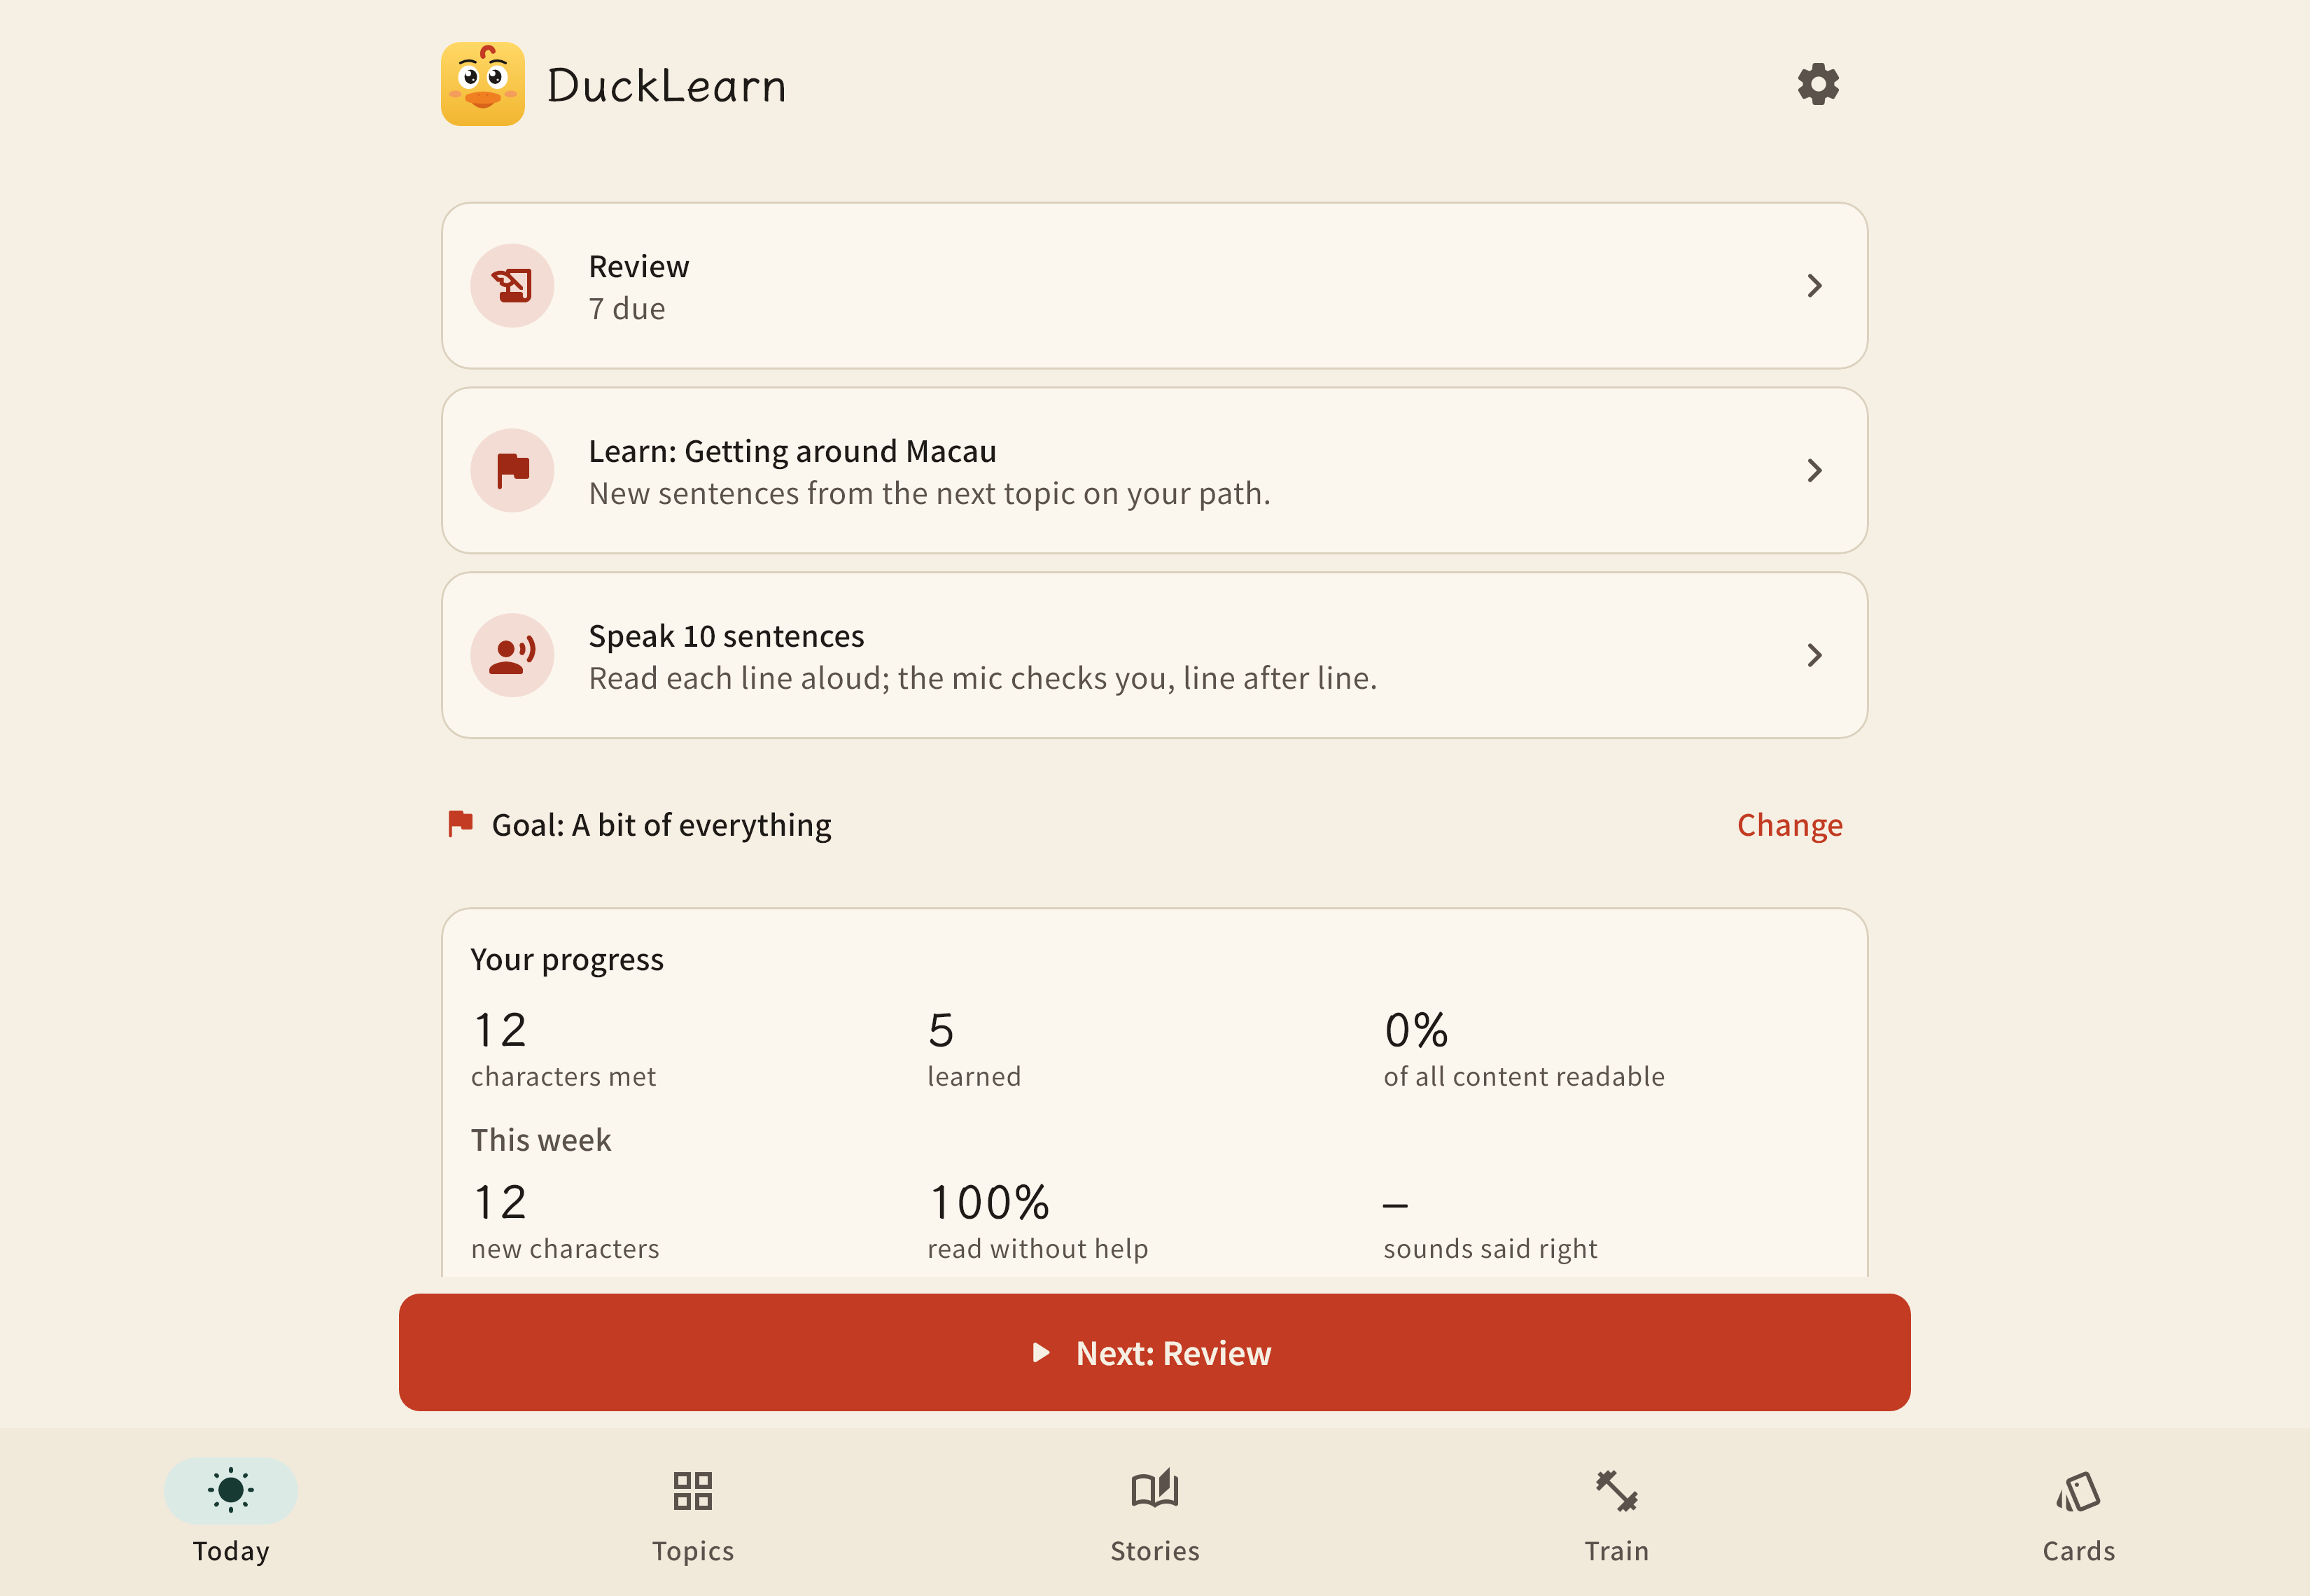 DuckLearn
Review
7 due
Learn: Getting around Macau
New sentences from the next topic on your path.
Speak 10 sentences
Read each line aloud; the mic checks you, line after line.
Goal: A bit of everything
Change
Your progress
12
5
0%
characters met
learned
of all content readable
This week
12
100%
–
new characters
read without help
sounds said right
Next: Review
Today
Topics
Stories
Train
Cards